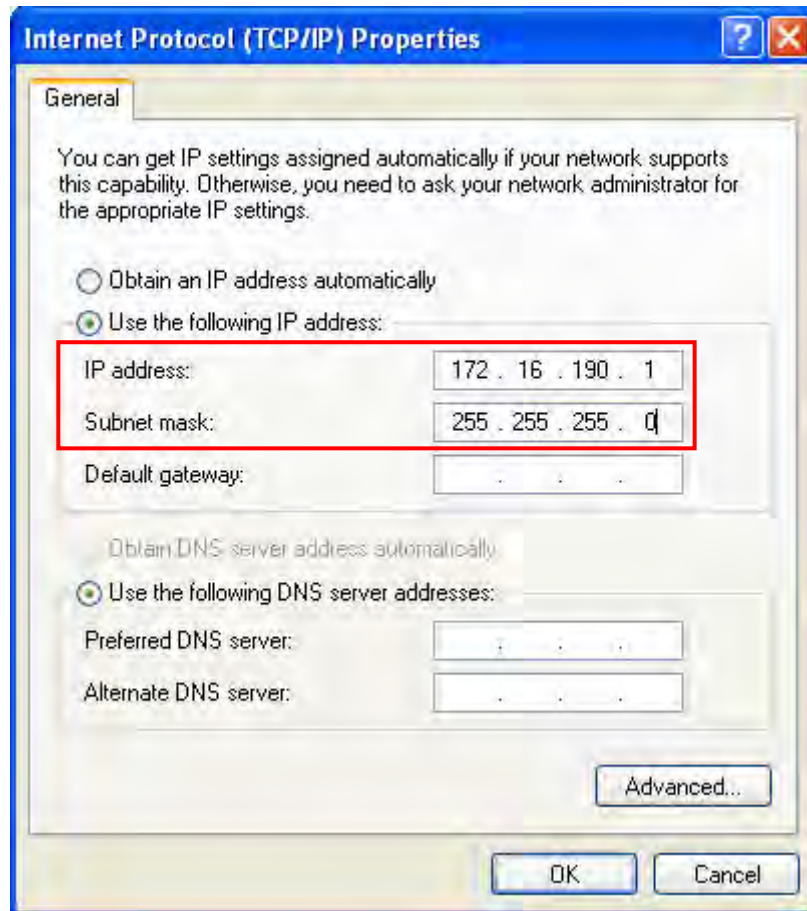 Internet Protocol (TCP/IP) Properties
General
You can get IP settings assigned automatically if your network supports
this capability. Otherwise, you need to ask your network administrator for
the appropriate IP settings.
Obtain an IP address automatically
Use the following IP address:
IP address: 172 . 16 . 190 . 1
Subnet mask: 255 . 255 . 255 . 0
Default gateway: . . .
Obtain DNS server address automatically
Use the following DNS server addresses:
Preferred DNS server: . . .
Alternate DNS server: . . .
Advanced...
OK Cancel